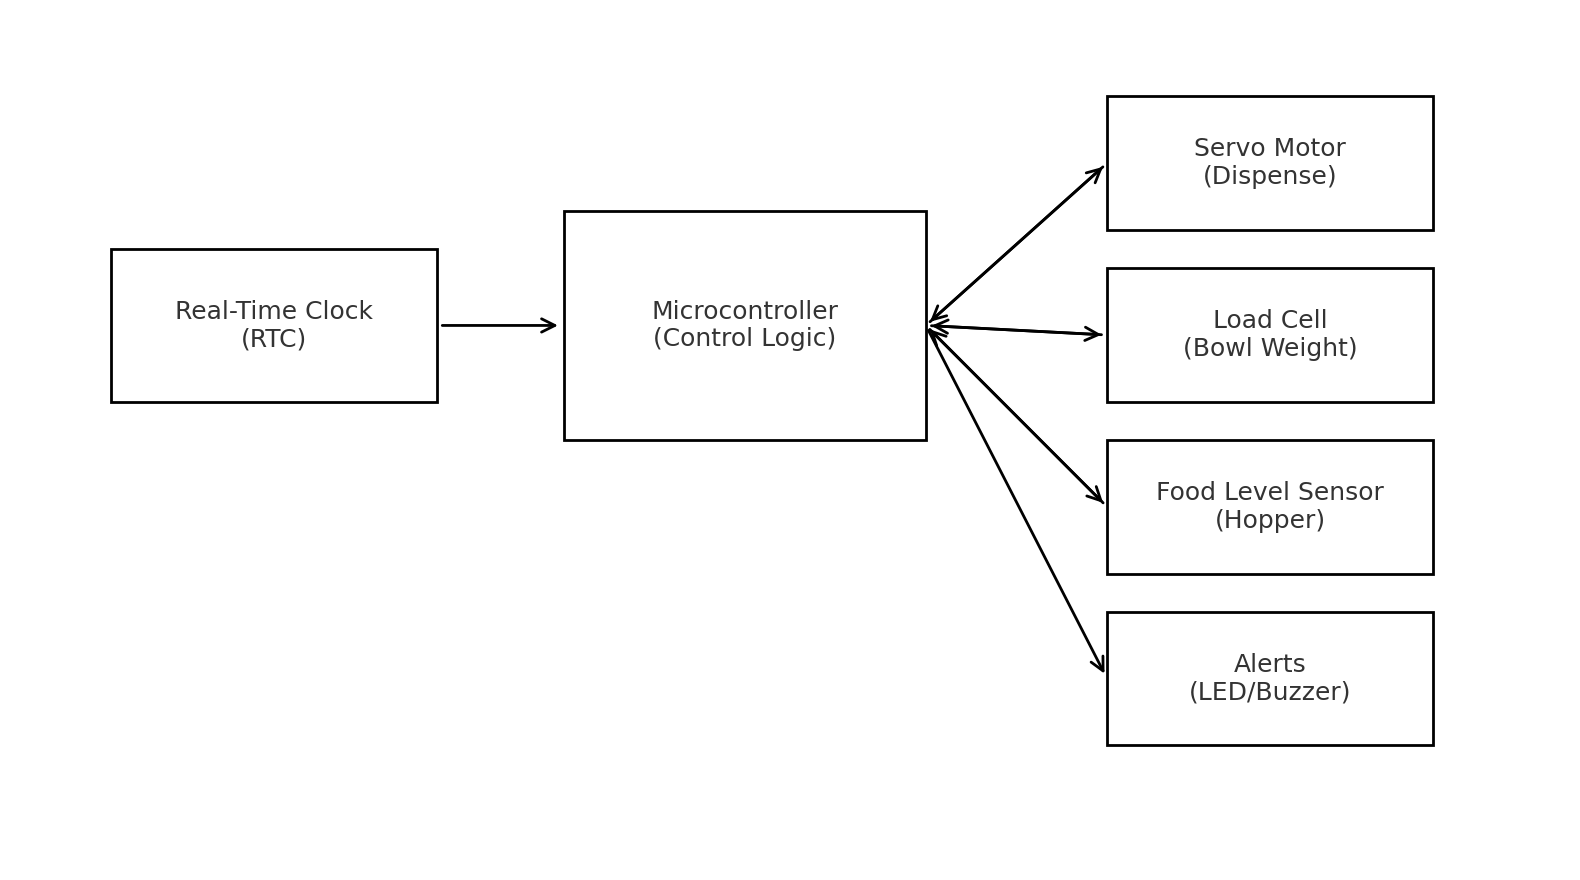 Real-Time Clock
(RTC)
Microcontroller
(Control Logic)
Servo Motor
(Dispense)
Load Cell
(Bowl Weight)
Food Level Sensor
(Hopper)
Alerts
(LED/Buzzer)